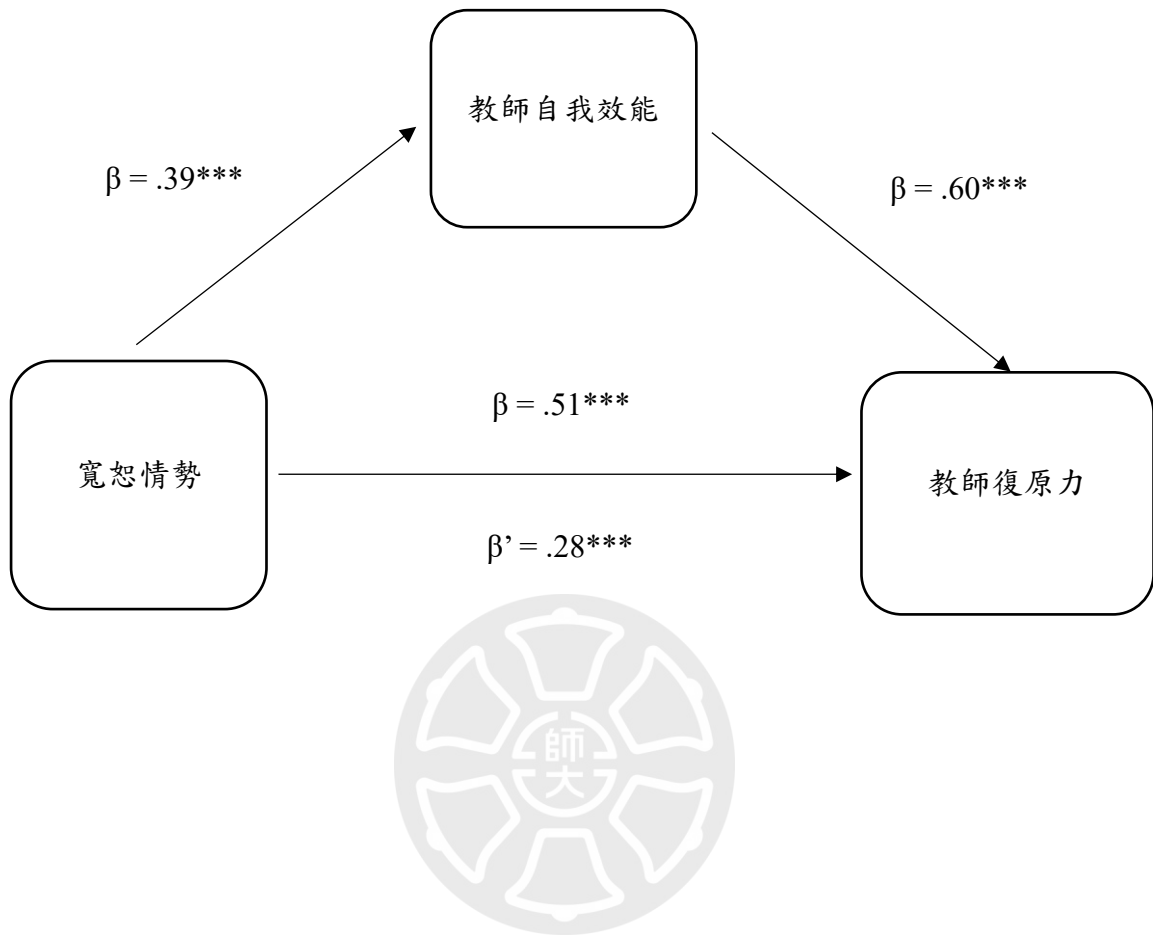 教師自我效能
β = .39***
β = .60***
β = .51***
寬恕情勢
教師復原力
β’ = .28***
師大